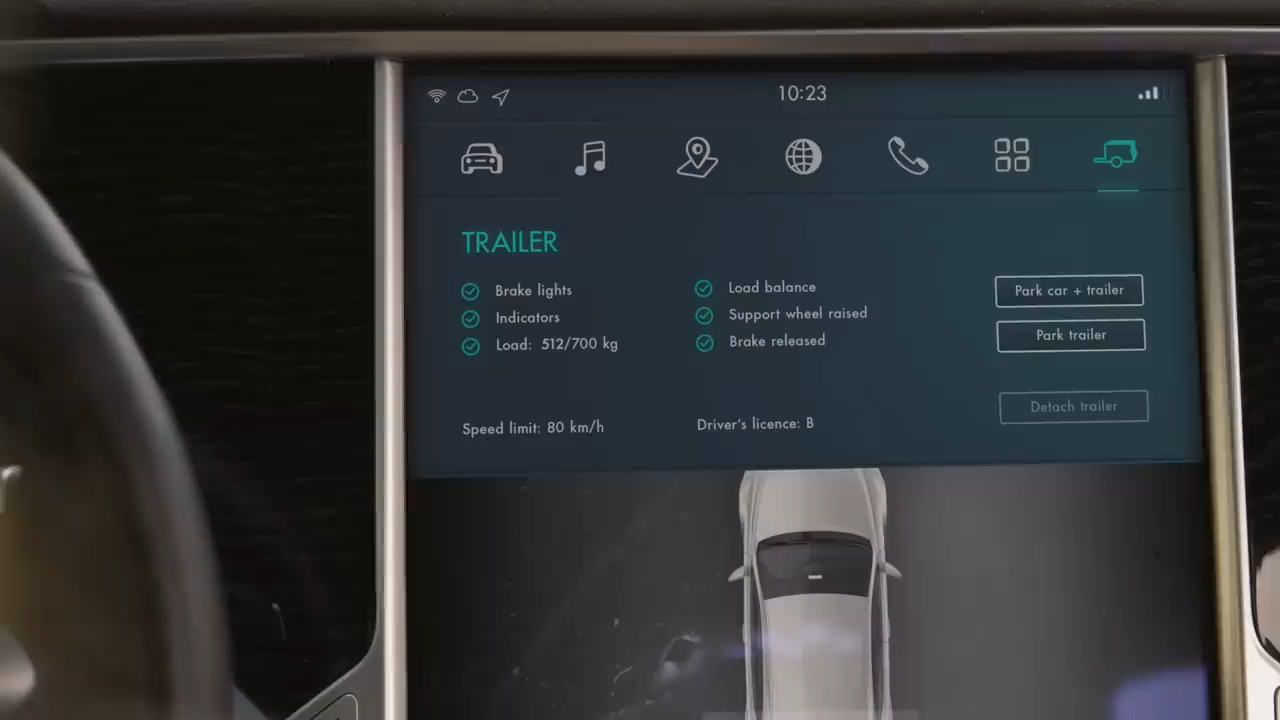 10:23
TRAILER
Brake lights
Indicators
Load: 512/700 kg
Load balance
Support wheel raised
Brake released
Park car + trailer
Park trailer
Detach trailer
Speed limit: 80 km/h
Driver's licence: B